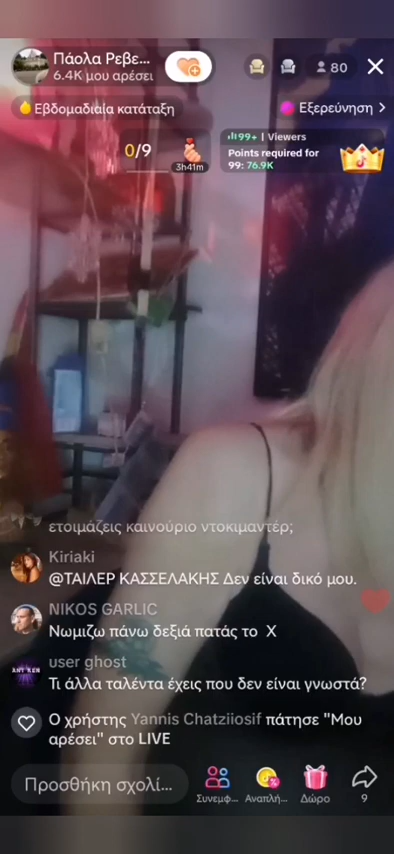 Πάολα Ρεβε...
6.4K μου αρέσει
80
Εβδομαδιαία κατάταξη
Εξερεύνηση
0/9
3h41m
99+ | Viewers
Points required for
99: 76.9K
ετοιμάζεις καινούριο ντοκιμαντέρ;
Kiriaki
@ΤΑΙΛΕΡ ΚΑΣΣΕΛΑΚΗΣ Δεν είναι δικό μου.
NIKOS GARLIC
Νομιζω πάνω δεξιά πατάς το X
user ghost
Τι άλλα ταλέντα έχεις που δεν είναι γνωστά?
Ο χρήστης Yannis Chatziiosif πάτησε "Μου
αρέσει" στο LIVE
Προσθήκη σχολί...
Συνεμφ...
Αναπλή...
Δώρο
9